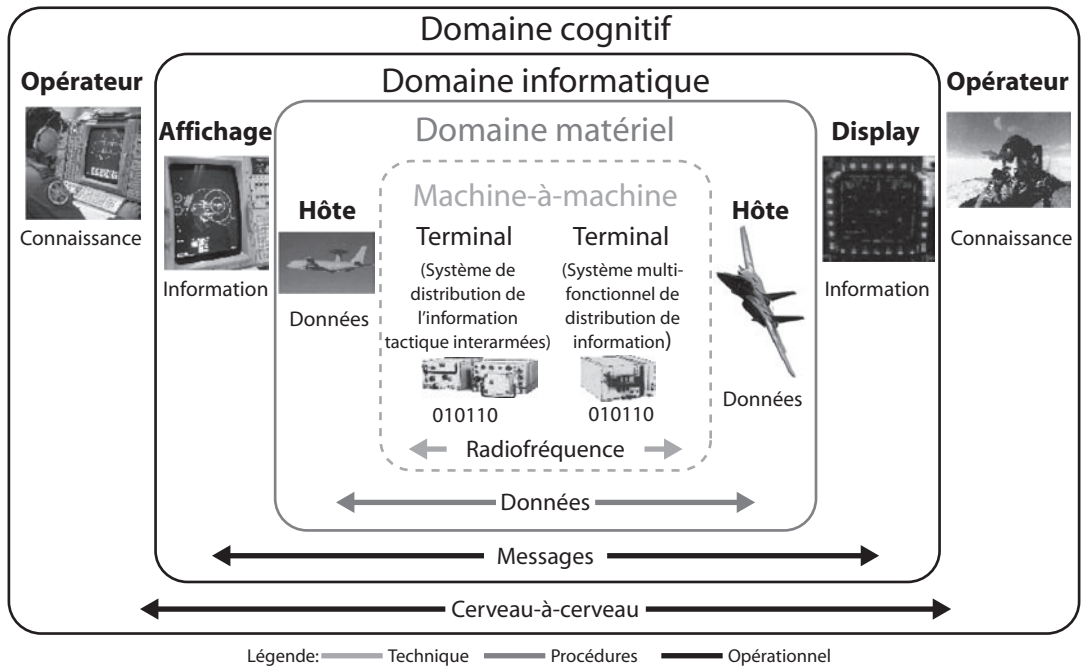 Domaine cognitif
Opérateur
Connaissance
Domaine informatique
Affichage
Information
Domaine matériel
Hôte
Données
Machine-à-machine
Terminal
(Système de
distribution de
l'information
tactique interarmées)
010110
Terminal
(Système multi-
fonctionnel de
distribution de
information)
010110
Radiofréquence
Hôte
Données
Display
Information
Opérateur
Connaissance
Données
Messages
Cerveau-à-cerveau
Légende: Technique Procédures Opérationnel